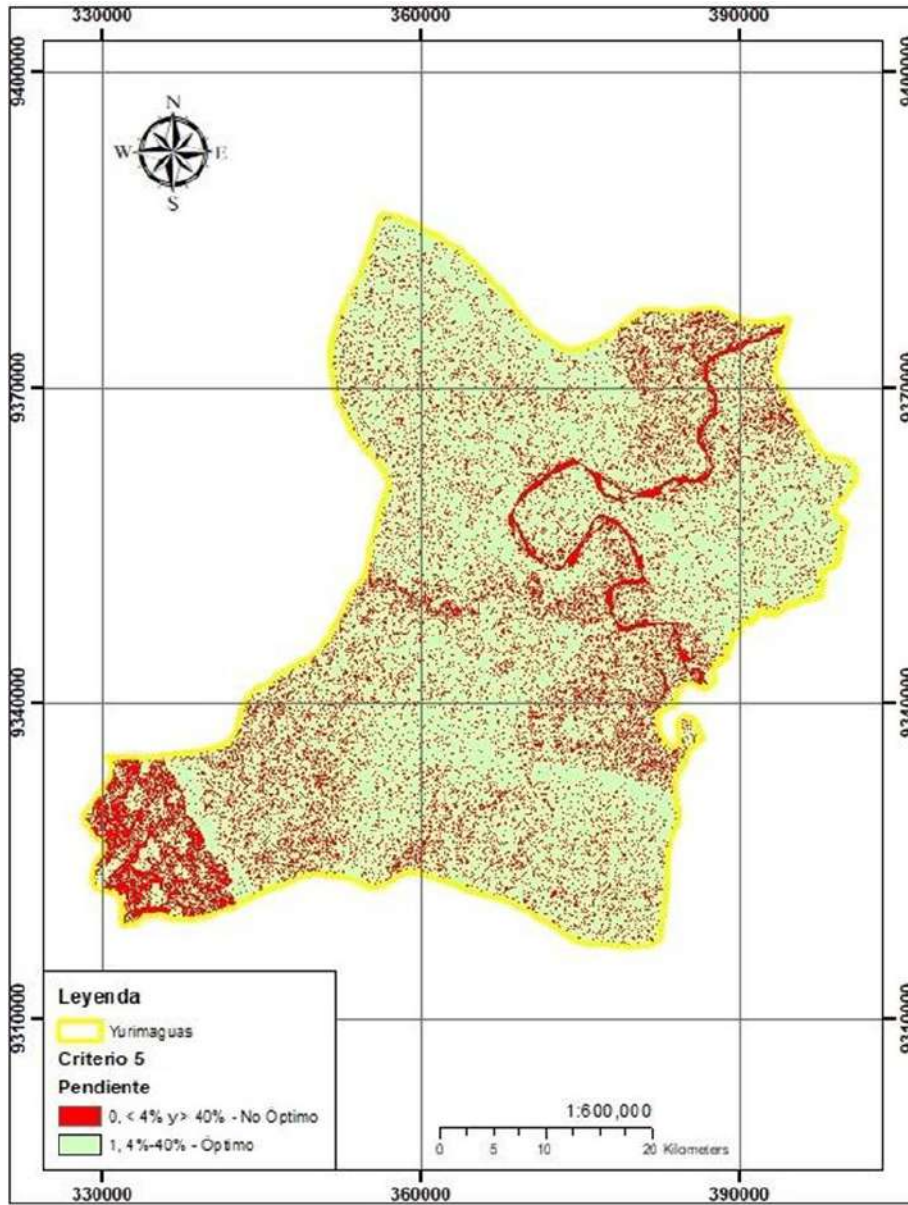 330000 360000 390000
9400000 9400000
N
W E
S
9370000 9370000
9340000 9340000
9310000 9310000
Leyenda
Yurimaguas
Criterio 5
Pendiente
0, < 4% y > 40% - No Óptimo
1, 4%-40% - Óptimo
1:600,000
0 5 10 20 Kilometers
330000 360000 390000